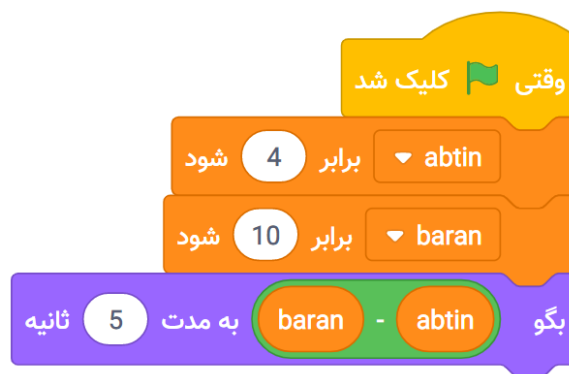 وقتی کلیک شد
abtin برابر 4 شود
baran برابر 10 شود
بگو abtin - baran به مدت 5 ثانیه